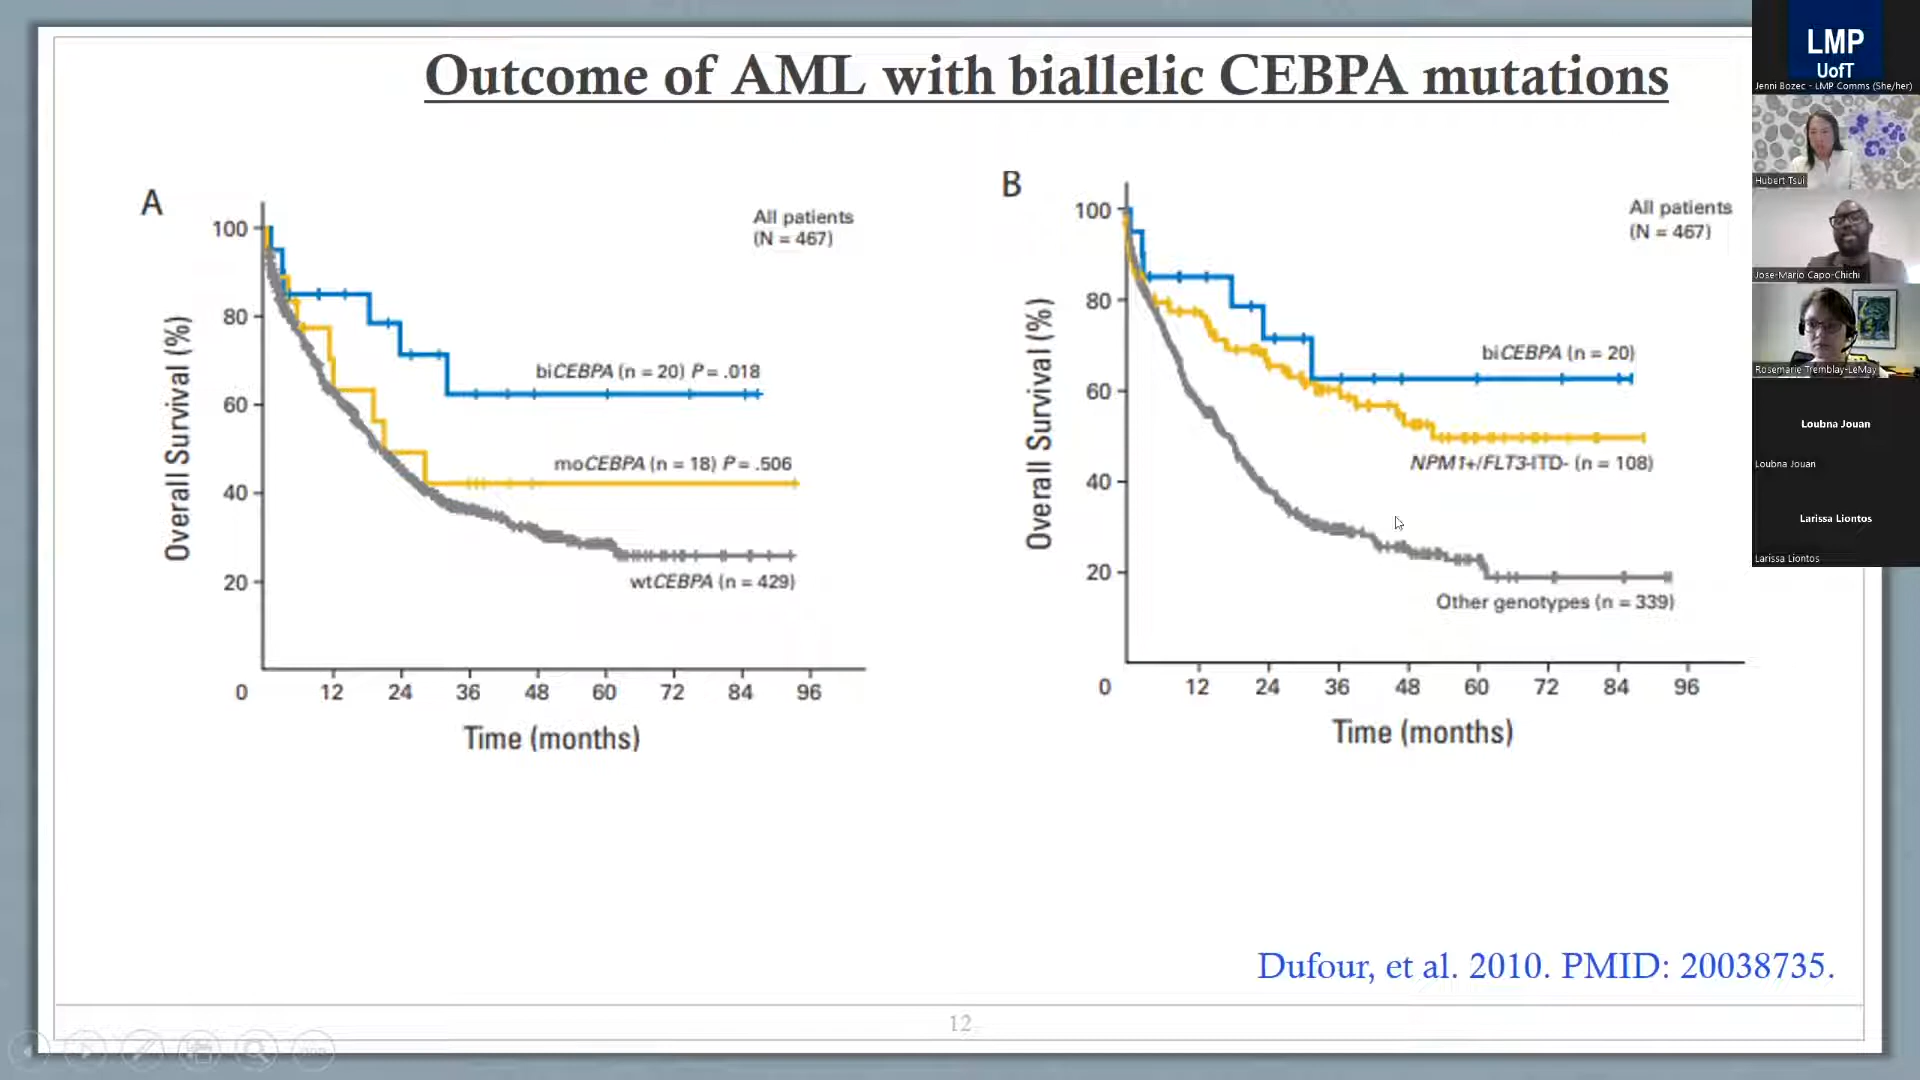 Outcome of AML with biallelic CEBPA mutations
A
All patients
(N = 467)
100
80
60
40
20
0
12 24 36 48 60 72 84 96
Overall Survival (%)
Time (months)
biCEBPA (n = 20) P = .018
moCEBPA (n = 18) P = .506
wtCEBPA (n = 429)
B
All patients
(N = 467)
100
80
60
40
20
0
12 24 36 48 60 72 84 96
Overall Survival (%)
Time (months)
biCEBPA (n = 20)
NPM1+/FLT3-ITD- (n = 108)
Other genotypes (n = 339)
Dufour, et al. 2010. PMID: 20038735.
12
LMP
UofT
Jenni Bozec - LMP Comms (She/her)
Hubert Tsui
Jose-Mario Capo-Chichi
Rosemarie Tremblay-LeMay
Loubna Jouan
Loubna Jouan
Larissa Liontos
Larissa Liontos